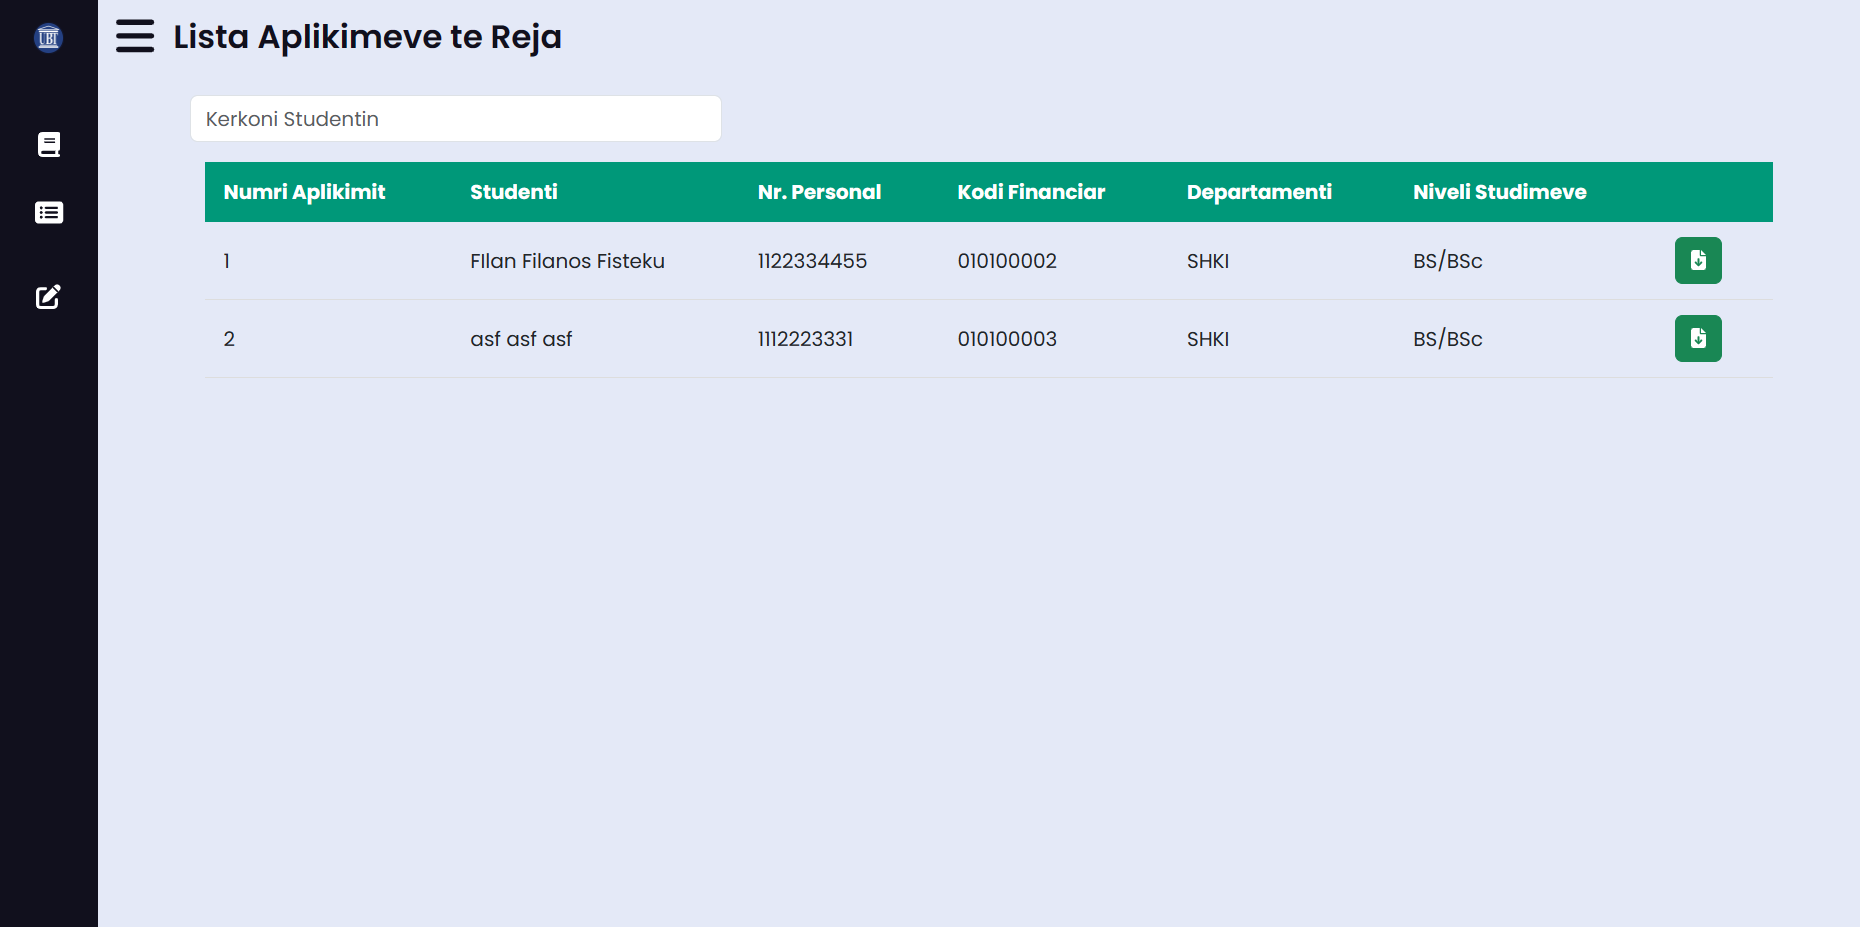 UBT
Lista Aplikimeve te Reja
Kerkoni Studentin
Numri Aplikimit Studenti Nr. Personal Kodi Financiar Departamenti Niveli Studimeve
1 FIlan Filanos Fisteku 1122334455 010100002 SHKI BS/BSc
2 asf asf asf 1112223331 010100003 SHKI BS/BSc